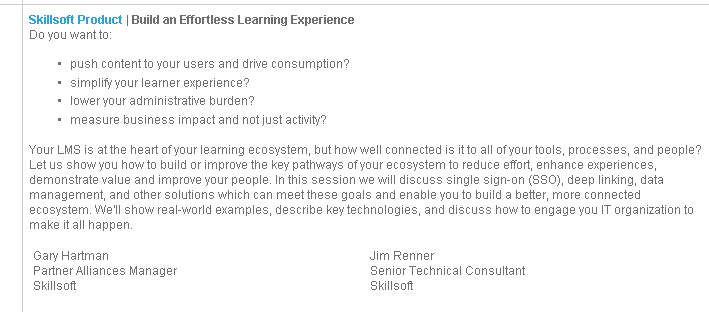 Skillsoft Product | Build an Effortless Learning Experience
Do you want to:
• push content to your users and drive consumption?
• simplify your learner experience?
• lower your administrative burden?
• measure business impact and not just activity?
Your LMS is at the heart of your learning ecosystem, but how well connected is it to all of your tools, processes, and people?
Let us show you how to build or improve the key pathways of your ecosystem to reduce effort, enhance experiences,
demonstrate value and improve your people. In this session we will discuss single sign-on (SSO), deep linking, data
management, and other solutions which can meet these goals and enable you to build a better, more connected
ecosystem. We'll show real-world examples, describe key technologies, and discuss how to engage you IT organization to
make it all happen.
Gary Hartman
Partner Alliances Manager
Skillsoft
Jim Renner
Senior Technical Consultant
Skillsoft